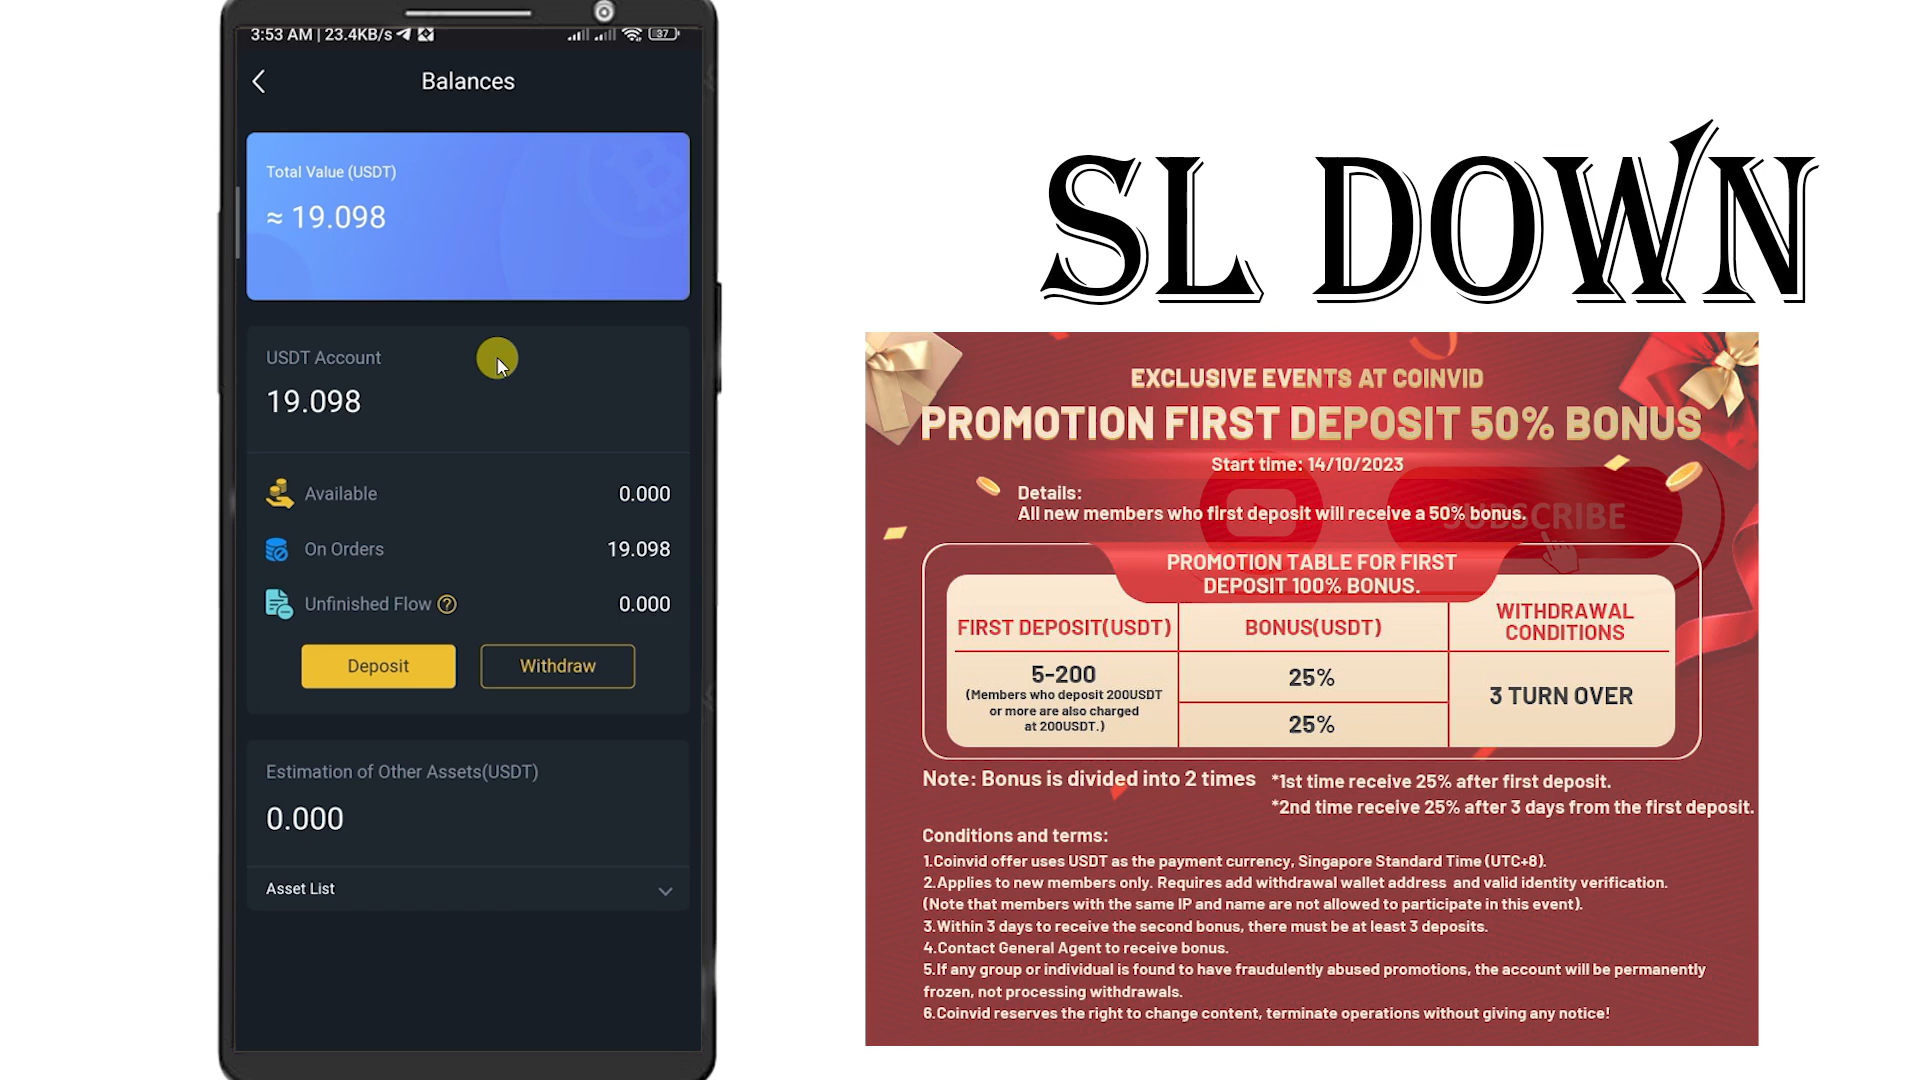 3:53 AM | 23.4KB/s
37
Balances
Total Value (USDT)
≈ 19.098
USDT Account
19.098
Available 0.000
On Orders 19.098
Unfinished Flow ? 0.000
Deposit Withdraw
Estimation of Other Assets(USDT)
0.000
Asset List
SL DOWN
EXCLUSIVE EVENTS AT COINVID
PROMOTION FIRST DEPOSIT 50% BONUS
Start time: 14/10/2023
Details:
All new members who first deposit will receive a 50% bonus.
SUBSCRIBE
PROMOTION TABLE FOR FIRST
DEPOSIT 100% BONUS.
FIRST DEPOSIT(USDT)
BONUS(USDT)
WITHDRAWAL
CONDITIONS
5-200
(Members who deposit 200USDT
or more are also charged
at 200USDT.)
25%
25%
3 TURN OVER
Note: Bonus is divided into 2 times
*1st time receive 25% after first deposit.
*2nd time receive 25% after 3 days from the first deposit.
Conditions and terms:
1.Coinvid offer uses USDT as the payment currency, Singapore Standard Time (UTC+8).
2.Applies to new members only. Requires add withdrawal wallet address and valid identity verification.
(Note that members with the same IP and name are not allowed to participate in this event).
3.Within 3 days to receive the second bonus, there must be at least 3 deposits.
4.Contact General Agent to receive bonus.
5.If any group or individual is found to have fraudulently abused promotions, the account will be permanently
frozen, not processing withdrawals.
6.Coinvid reserves the right to change content, terminate operations without giving any notice!